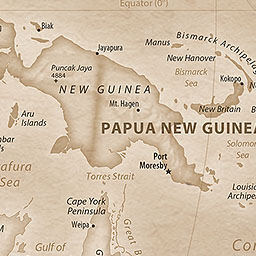 Equator (0°)
Biak
Jayapura
Manus
Bismarck Archipelago
New Hanover
Puncak Jaya
4884
Bismarck
Sea
Kokopo
NEW GUINEA
Mt. Hagen
New Britain
Aru
Islands
PAPUA NEW GUINEA
Solomon
Sea
Port
Moresby
Torres Strait
Sea
Cape York
Peninsula
Louisiade
Archipelago
Weipa
Great B
Gulf of
Co